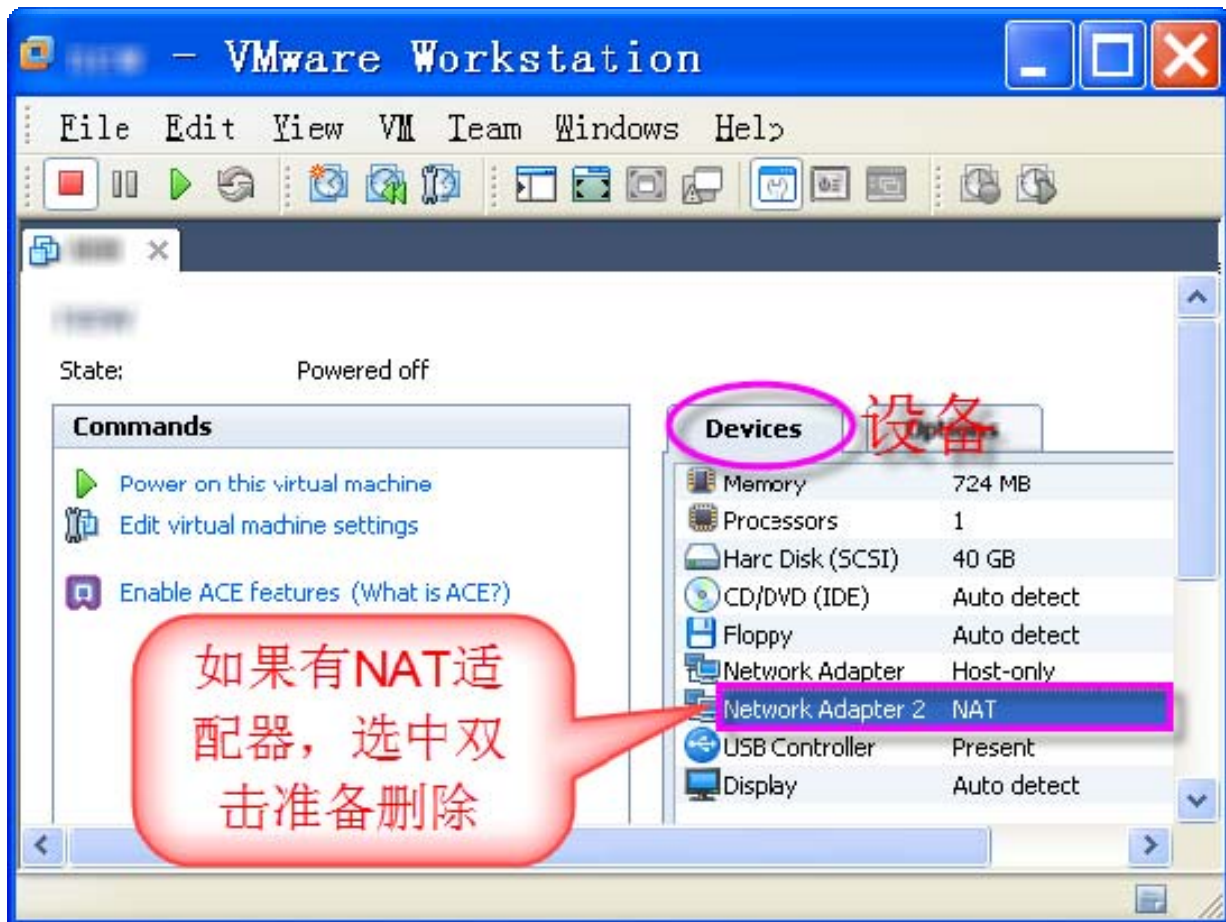 - VMware Workstation
File Edit View VM Team Windows Help
State: Powered off
Commands
Devices 设备
Power on this virtual machine
Edit virtual machine settings
Enable ACE features (What is ACE?)
Memory 724 MB
Processors 1
Hard Disk (SCSI) 40 GB
CD/DVD (IDE) Auto detect
Floppy Auto detect
Network Adapter Host-only
Network Adapter 2 NAT
USB Controller Present
Display Auto detect
如果有NAT适
配器，选中双
击准备删除